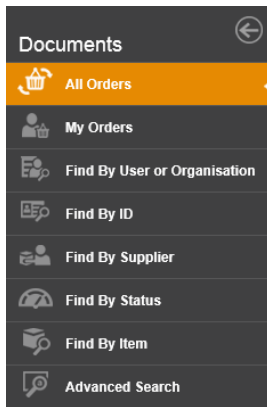 Documents
All Orders
My Orders
Find By User or Organisation
Find By ID
Find By Supplier
Find By Status
Find By Item
Advanced Search